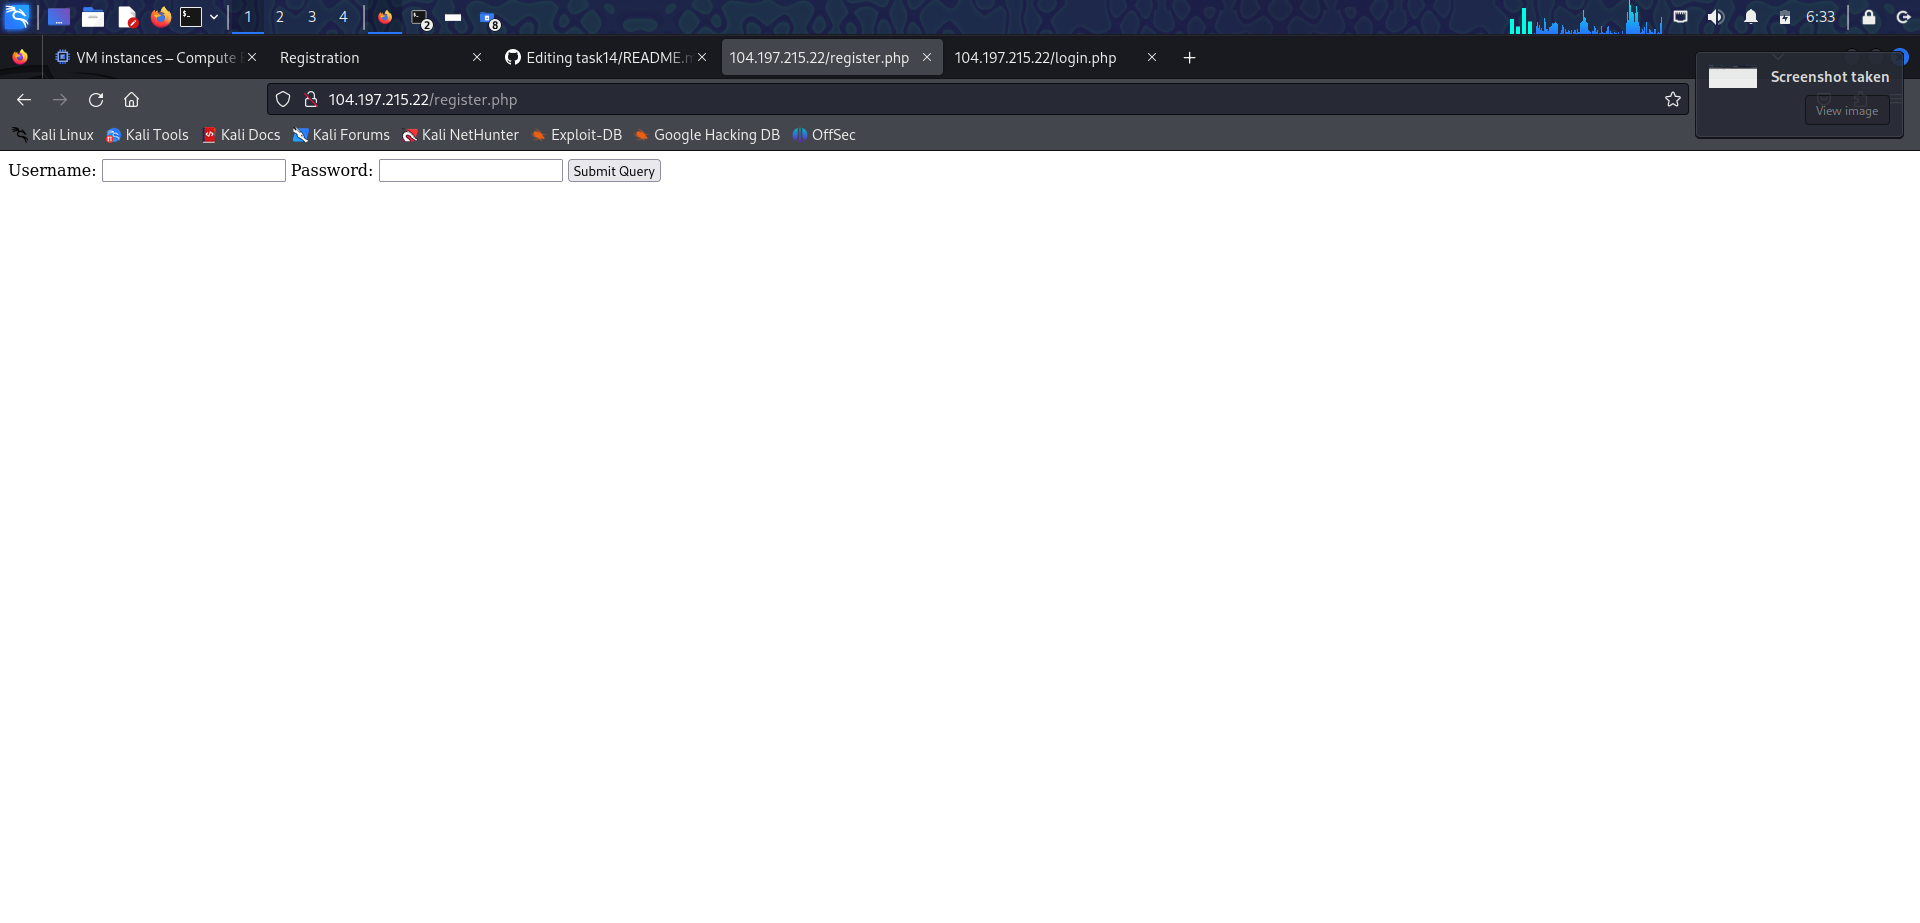 1 2 3 4 2 8 6:33
VM instances – Compute E Registration Editing task14/README.m 104.197.215.22/register.php 104.197.215.22/login.php
Screenshot taken
104.197.215.22/register.php
View image
Kali Linux Kali Tools Kali Docs Kali Forums Kali NetHunter Exploit-DB Google Hacking DB OffSec
Username: Password: Submit Query